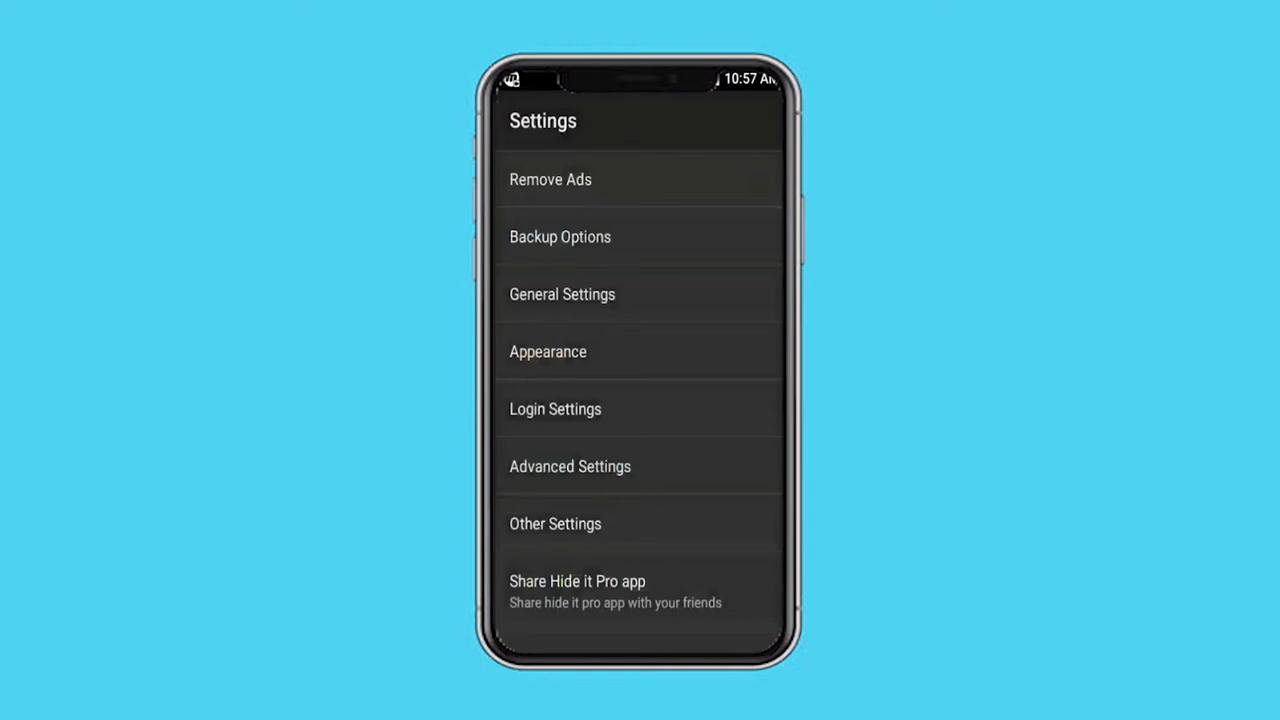 10:57 AM
Settings
Remove Ads
Backup Options
General Settings
Appearance
Login Settings
Advanced Settings
Other Settings
Share Hide it Pro app
Share hide it pro app with your friends